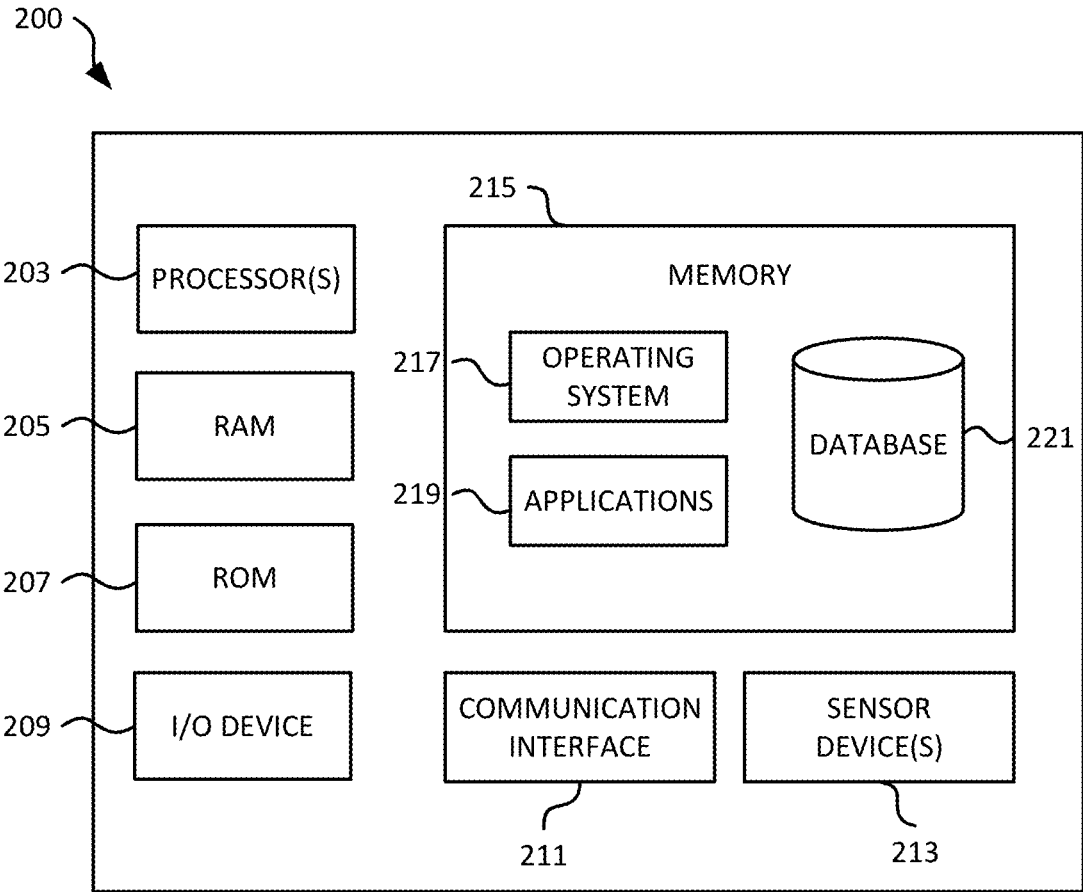 200
215
203
PROCESSOR(S)
MEMORY
217
OPERATING
SYSTEM
205
RAM
DATABASE
221
219
APPLICATIONS
207
ROM
209
I/O DEVICE
COMMUNICATION
INTERFACE
SENSOR
DEVICE(S)
211
213